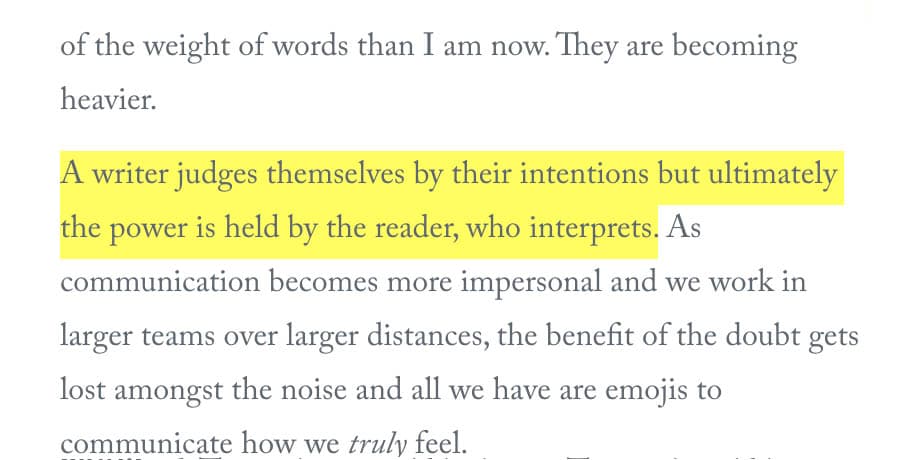 of the weight of words than I am now. They are becoming
heavier.
A writer judges themselves by their intentions but ultimately
the power is held by the reader, who interprets. As
communication becomes more impersonal and we work in
larger teams over larger distances, the benefit of the doubt gets
lost amongst the noise and all we have are emojis to
communicate how we truly feel.